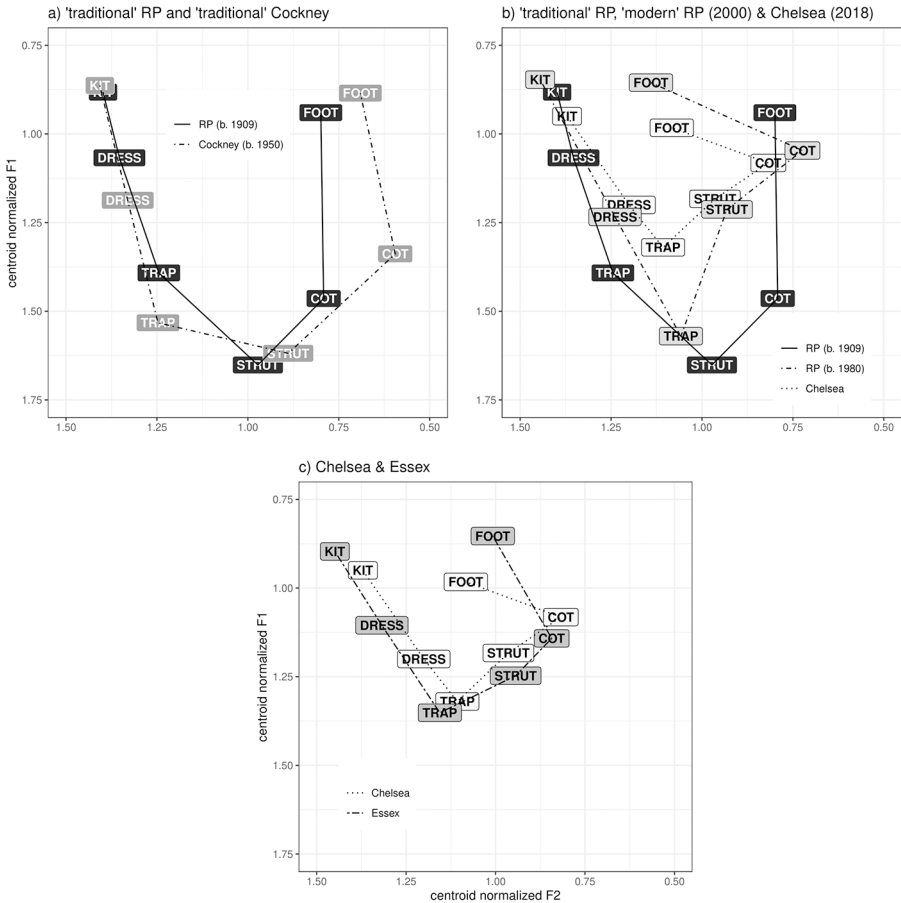 a) 'traditional' RP and 'traditional' Cockney
0.75
1.00
1.25
1.50
1.75
centroid normalized F1
KIT
KIT
FOOT
FOOT
RP (b. 1909)
Cockney (b. 1950)
DRESS
DRESS
COT
TRAP
COT
TRAP
STRUT
STRUT
1.50 1.25 1.00 0.75 0.50
b) 'traditional' RP, 'modern' RP (2000) & Chelsea (2018)
0.75
1.00
1.25
1.50
1.75
KIT
FOOT
KIT
FOOT
KIT
FOOT
COT
DRESS
COT
STRUT
DRESS
STRUT
DRESS
TRAP
TRAP
COT
TRAP
STRUT
RP (b. 1909)
RP (b. 1980)
Chelsea
1.50 1.25 1.00 0.75 0.50
c) Chelsea & Essex
0.75
1.00
1.25
1.50
1.75
centroid normalized F1
FOOT
KIT
KIT
FOOT
COT
DRESS
COT
STRUT
DRESS
STRUT
TRAP
TRAP
Chelsea
Essex
1.50 1.25 1.00 0.75 0.50
centroid normalized F2